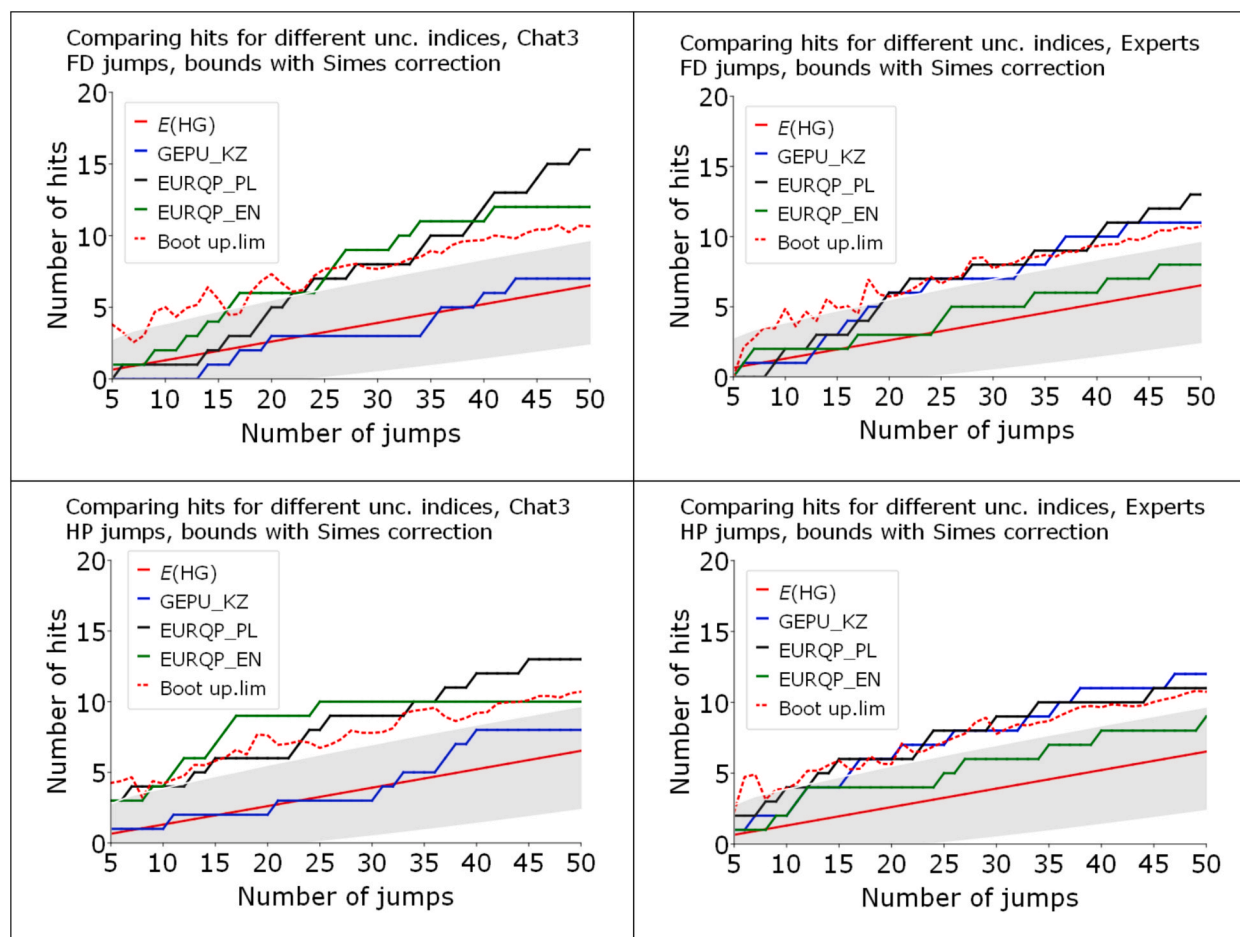 Comparing hits for different unc. indices, Chat3
FD jumps, bounds with Simes correction
20
15
10
5
0
Number of hits
E(HG)
GEPU_KZ
EURQP_PL
EURQP_EN
Boot up.lim
5 10 15 20 25 30 35 40 45 50
Number of jumps
Comparing hits for different unc. indices, Experts
FD jumps, bounds with Simes correction
20
15
10
5
0
Number of hits
E(HG)
GEPU_KZ
EURQP_PL
EURQP_EN
Boot up.lim
5 10 15 20 25 30 35 40 45 50
Number of jumps
Comparing hits for different unc. indices, Chat3
HP jumps, bounds with Simes correction
20
15
10
5
0
Number of hits
E(HG)
GEPU_KZ
EURQP_PL
EURQP_EN
Boot up.lim
5 10 15 20 25 30 35 40 45 50
Number of jumps
Comparing hits for different unc. indices, Experts
HP jumps, bounds with Simes correction
20
15
10
5
0
Number of hits
E(HG)
GEPU_KZ
EURQP_PL
EURQP_EN
Boot up.lim
5 10 15 20 25 30 35 40 45 50
Number of jumps